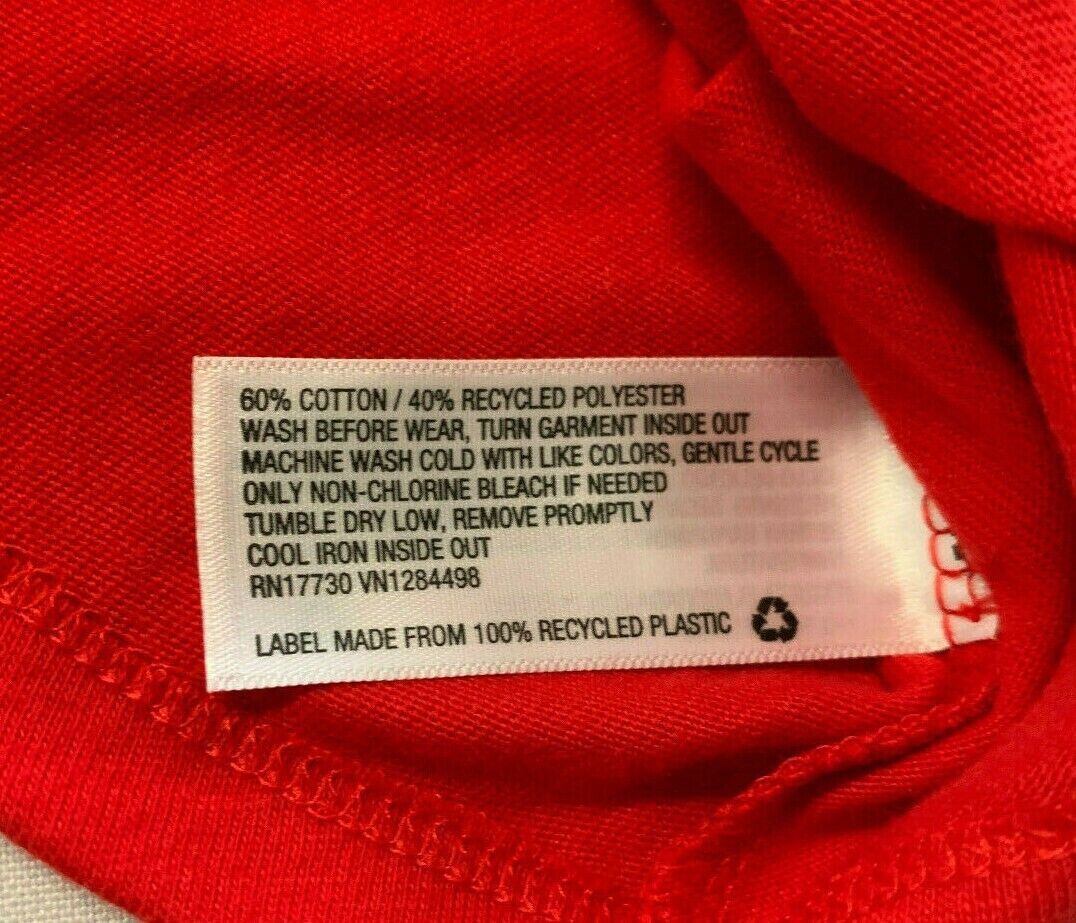 60% COTTON / 40% RECYCLED POLYESTER
WASH BEFORE WEAR, TURN GARMENT INSIDE OUT
MACHINE WASH COLD WITH LIKE COLORS, GENTLE CYCLE
ONLY NON-CHLORINE BLEACH IF NEEDED
TUMBLE DRY LOW, REMOVE PROMPTLY
COOL IRON INSIDE OUT
RN17730 VN1284498
LABEL MADE FROM 100% RECYCLED PLASTIC